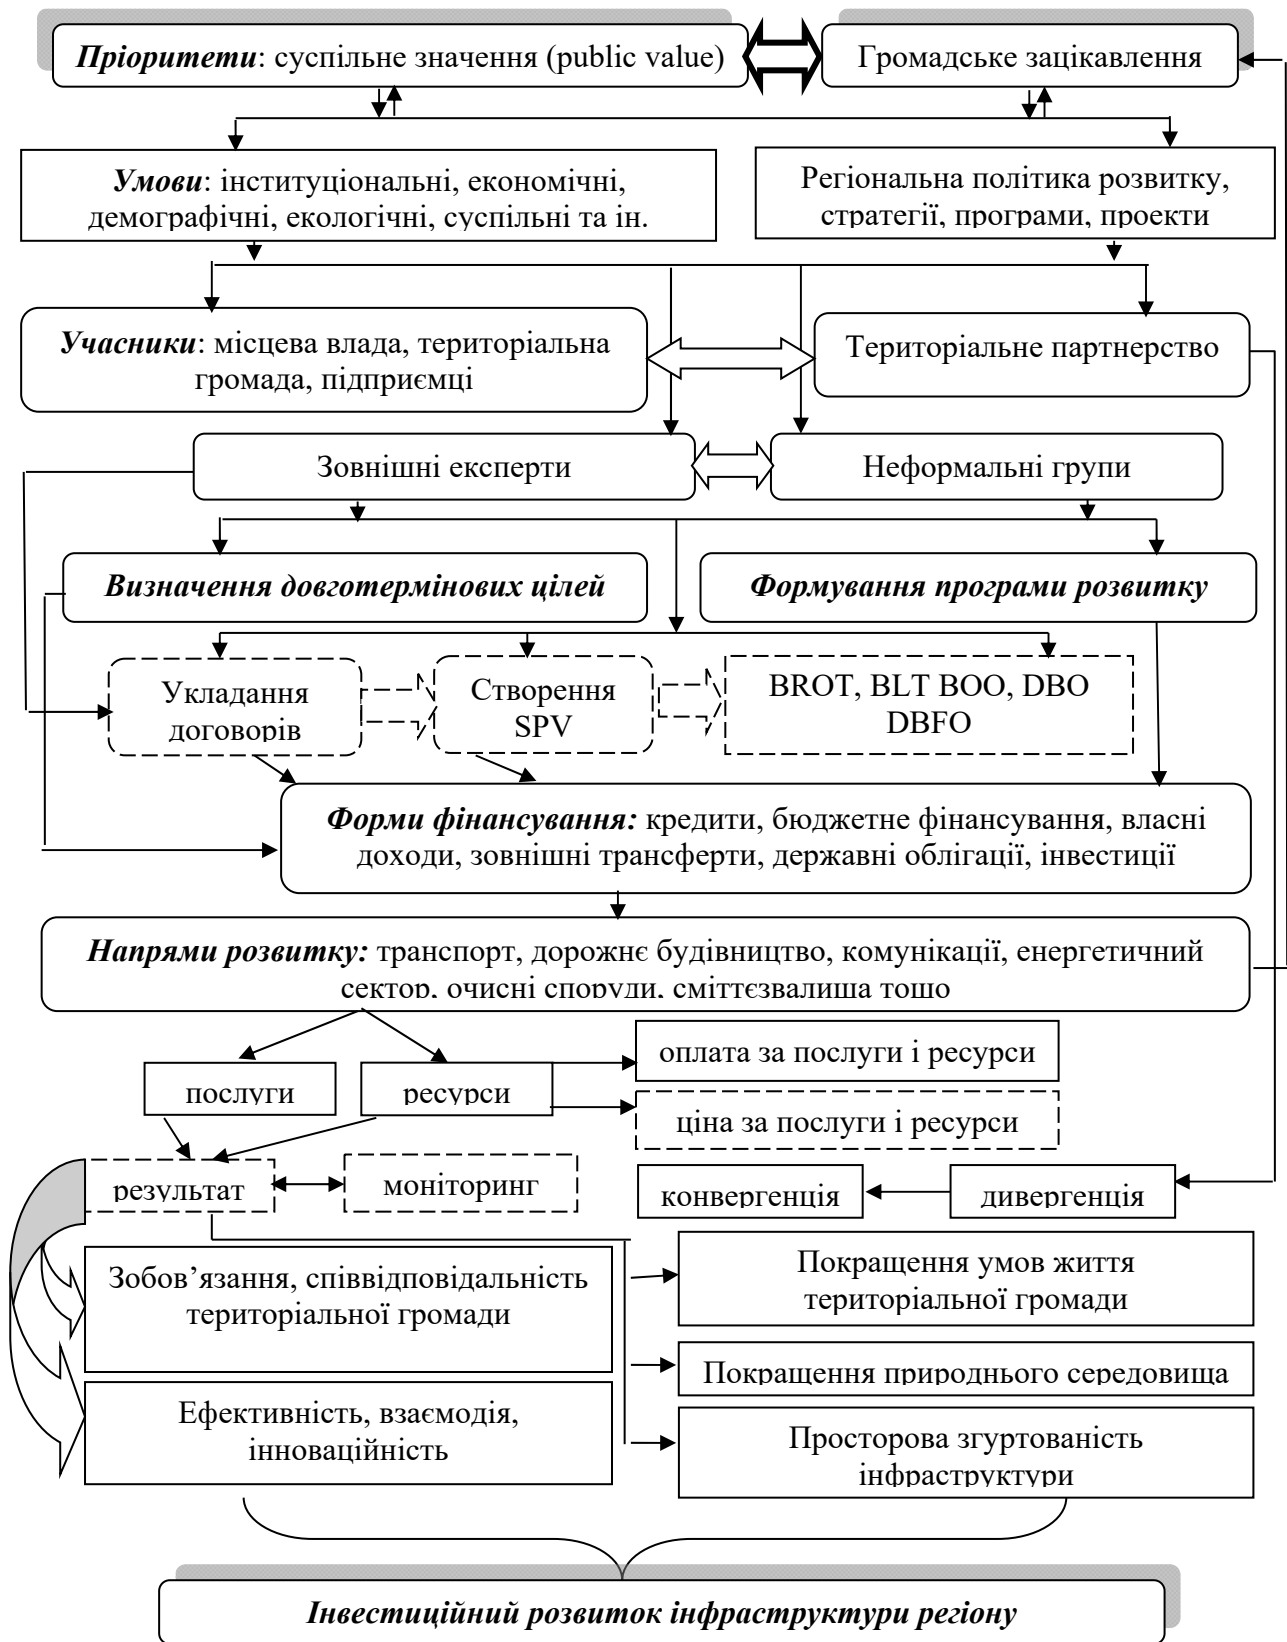 Пріоритети: суспільне значення (public value)
Громадське зацікавлення
Умови: інституціональні, економічні,
демографічні, екологічні, суспільні та ін.
Регіональна політика розвитку,
стратегії, програми, проекти
Учасники: місцева влада, територіальна
громада, підприємці
Територіальне партнерство
Зовнішні експерти
Неформальні групи
Визначення довготермінових цілей
Формування програми розвитку
Укладання
договорів
Створення
SPV
BROT, BLT BOO, DBO
DBFO
Форми фінансування: кредити, бюджетне фінансування, власні
доходи, зовнішні трансферти, державні облігації, інвестиції
Напрями розвитку: транспорт, дорожнє будівництво, комунікації, енергетичний
сектор, очисні споруди, сміттєзвалища тощо
послуги
ресурси
оплата за послуги і ресурси
ціна за послуги і ресурси
результат
моніторинг
конвергенція
дивергенція
Зобов’язання, співвідповідальність
територіальної громади
Покращення умов життя
територіальної громади
Покращення природнього середовища
Ефективність, взаємодія,
інноваційність
Просторова згуртованість
інфраструктури
Інвестиційний розвиток інфраструктури регіону